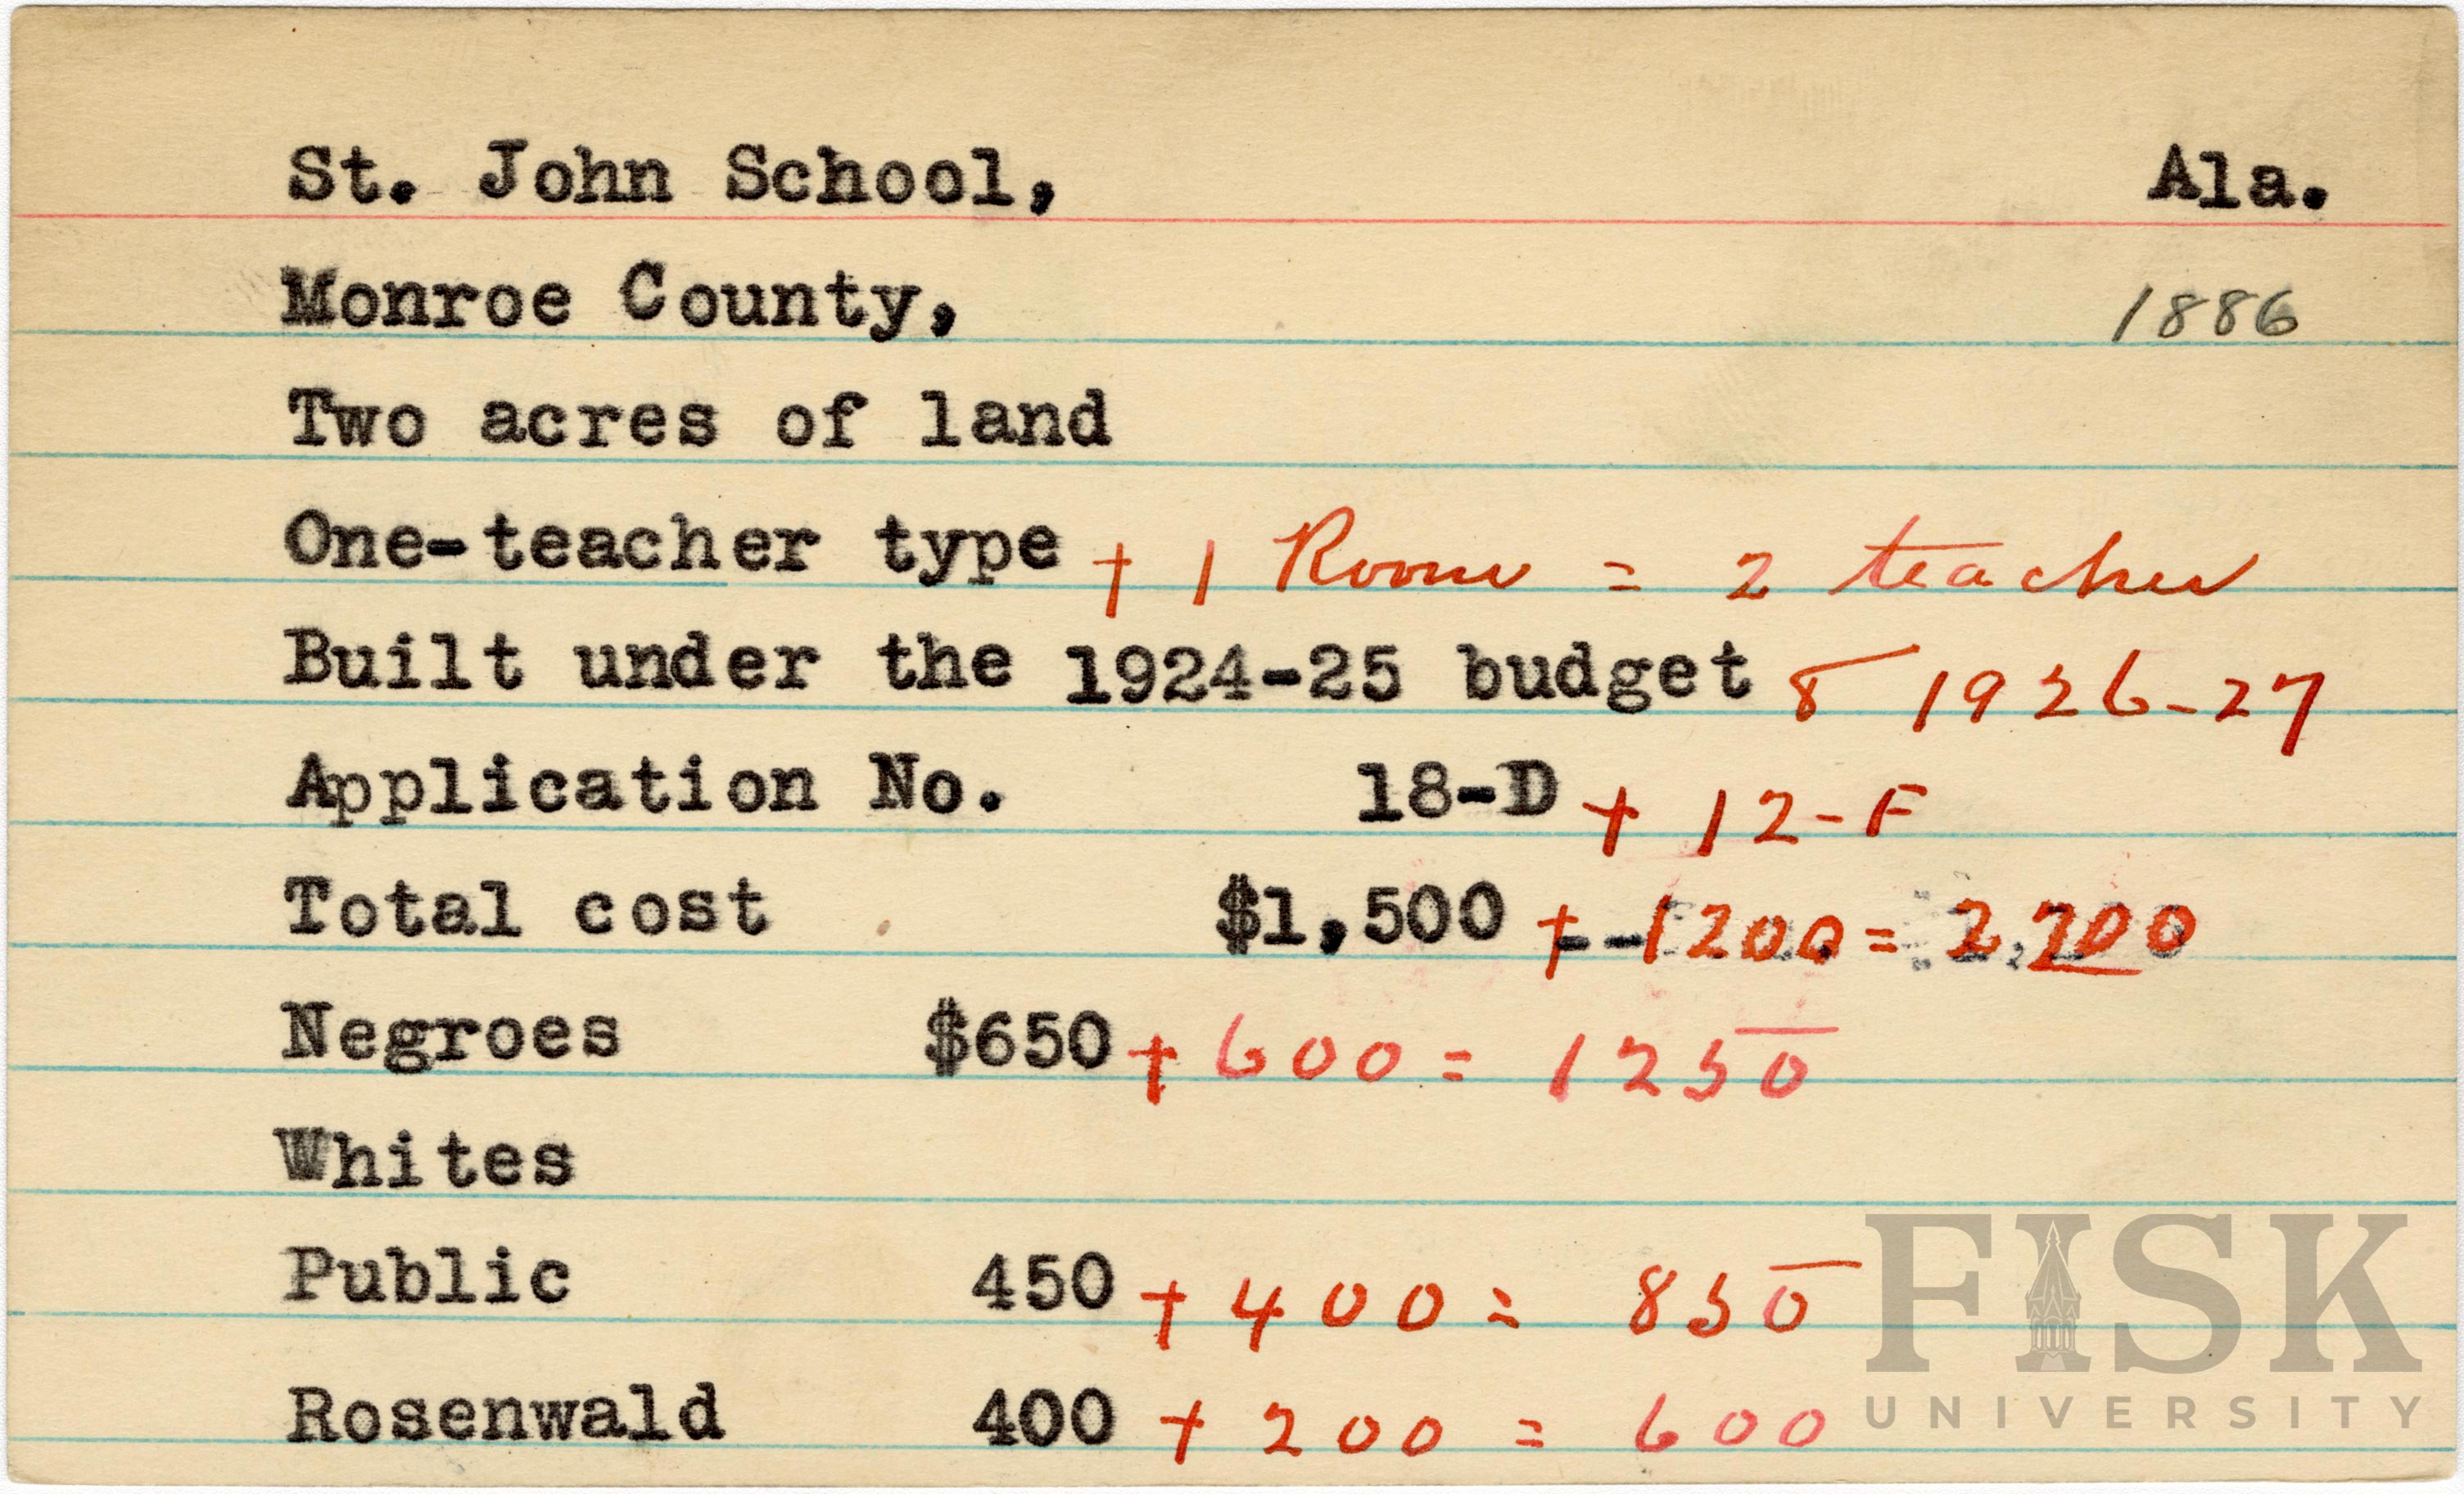 St. John School, Ala.
Monroe County, 1886
Two acres of land
One-teacher type + 1 Room = 2 teacher
Built under the 1924-25 budget & 1926-27
Application No. 18-D + 12-F
Total cost $1,500 + 1200 = 2,700
Negroes $650 + 600 = 1250
Whites
Public 450 + 400 = 850
Rosenwald 400 + 200 = 600
FISK
UNIVERSITY